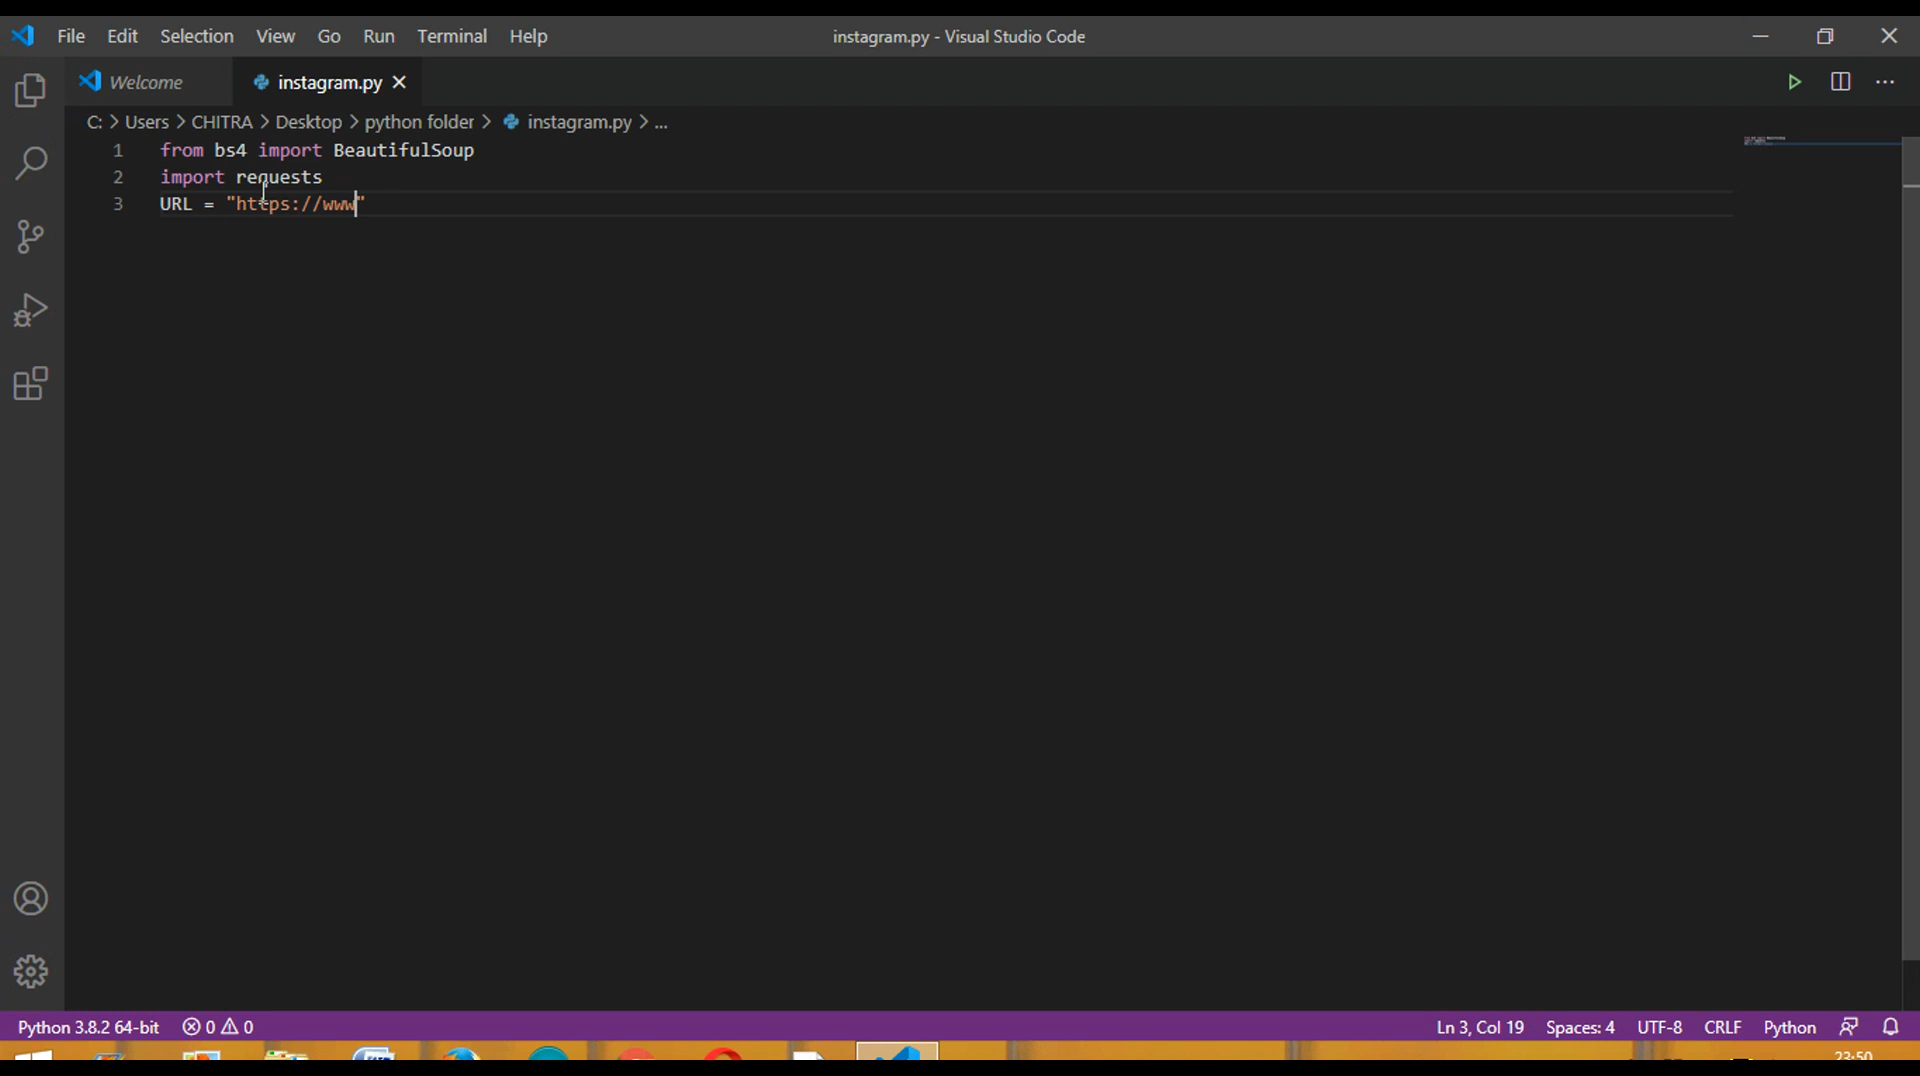 File Edit Selection View Go Run Terminal Help instagram.py - Visual Studio Code
Welcome instagram.py
C: > Users > CHITRA > Desktop > python folder > instagram.py > ...
1 from bs4 import BeautifulSoup
2 import requests
3 URL = "https://www"
Python 3.8.2 64-bit 0 0 Ln 3, Col 19 Spaces: 4 UTF-8 CRLF Python
23:50